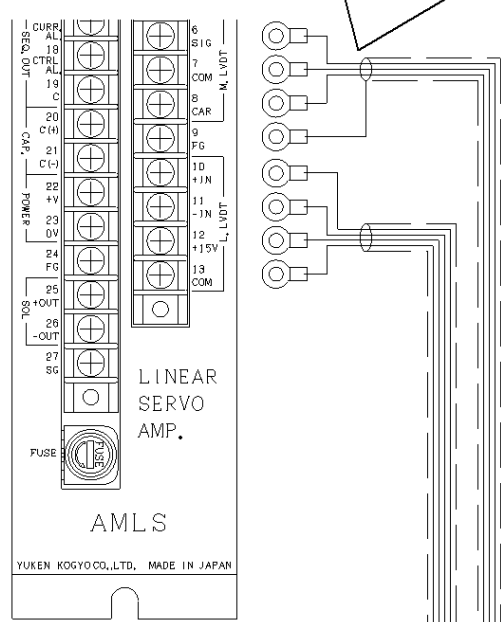 CURR.
AL.
18
CTRL
AL.
19
C
20
C(+)
21
C(-)
22
+V
23
0V
24
FG
25
+OUT
26
-OUT
27
SG
SEQ. OUT
CAP.
POWER
SOL
6
SIG
7
COM
8
CAR
9
FG
10
+IN
11
-IN
12
+15V
13
COM
M. LVDT
L. LVDT
LINEAR
SERVO
AMP.
FUSE
FUSE
AMLS
YUKEN KOGYO CO.,LTD. MADE IN JAPAN